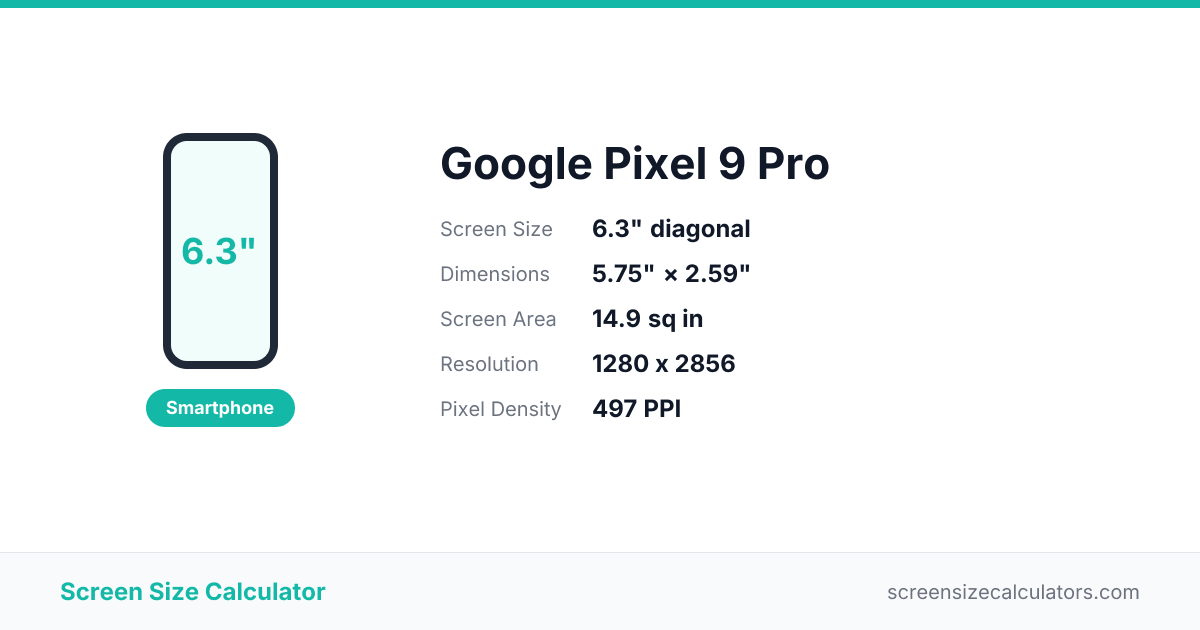 6.3"
Smartphone
Google Pixel 9 Pro
Screen Size 6.3" diagonal
Dimensions 5.75" × 2.59"
Screen Area 14.9 sq in
Resolution 1280 x 2856
Pixel Density 497 PPI
Screen Size Calculator
screensizecalculators.com